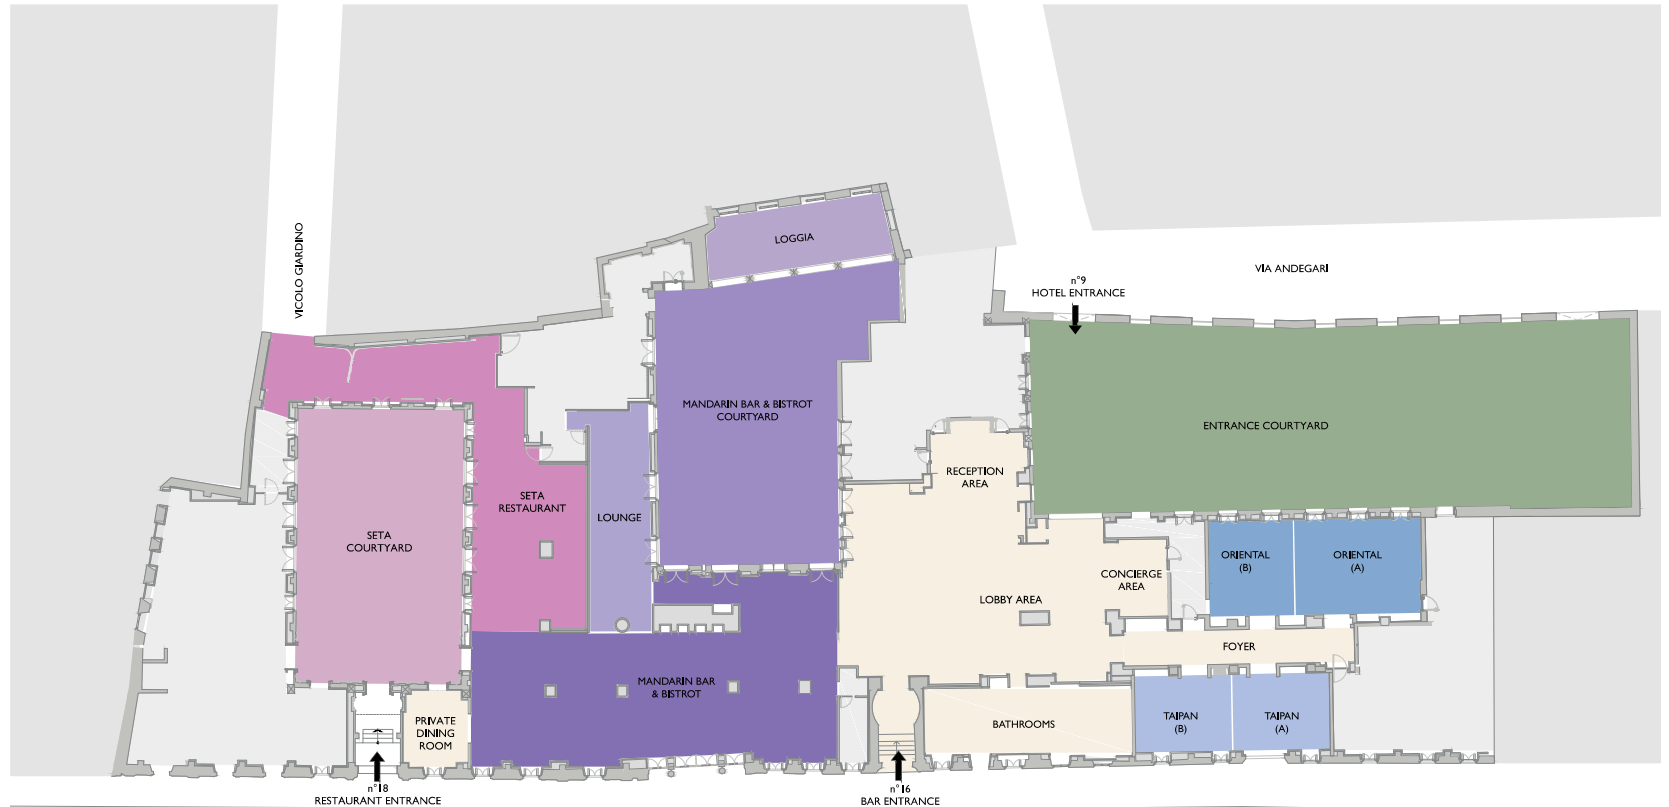 LOGGIA
VICOLO GIARDINO
VIA ANDEGARI
n°9
HOTEL ENTRANCE
MANDARIN BAR & BISTROT
COURTYARD
ENTRANCE COURTYARD
RECEPTION
AREA
SETA
RESTAURANT
LOUNGE
SETA
COURTYARD
ORIENTAL
(B)
ORIENTAL
(A)
CONCIERGE
AREA
LOBBY AREA
FOYER
MANDARIN BAR
& BISTROT
PRIVATE
DINING
ROOM
BATHROOMS
TAIPAN
(B)
TAIPAN
(A)
n°18
RESTAURANT ENTRANCE
n°16
BAR ENTRANCE